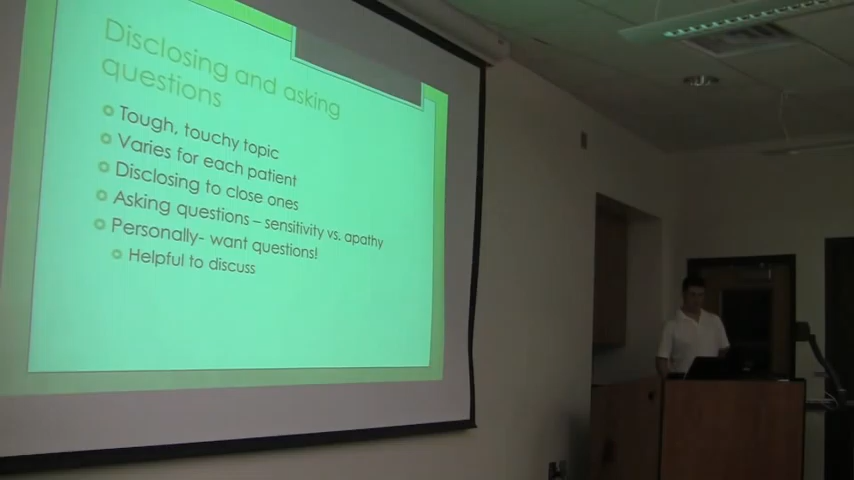 Disclosing and asking
questions
Tough, touchy topic
Varies for each patient
Disclosing to close ones
Asking questions – sensitivity vs. apathy
Personally- want questions!
Helpful to discuss